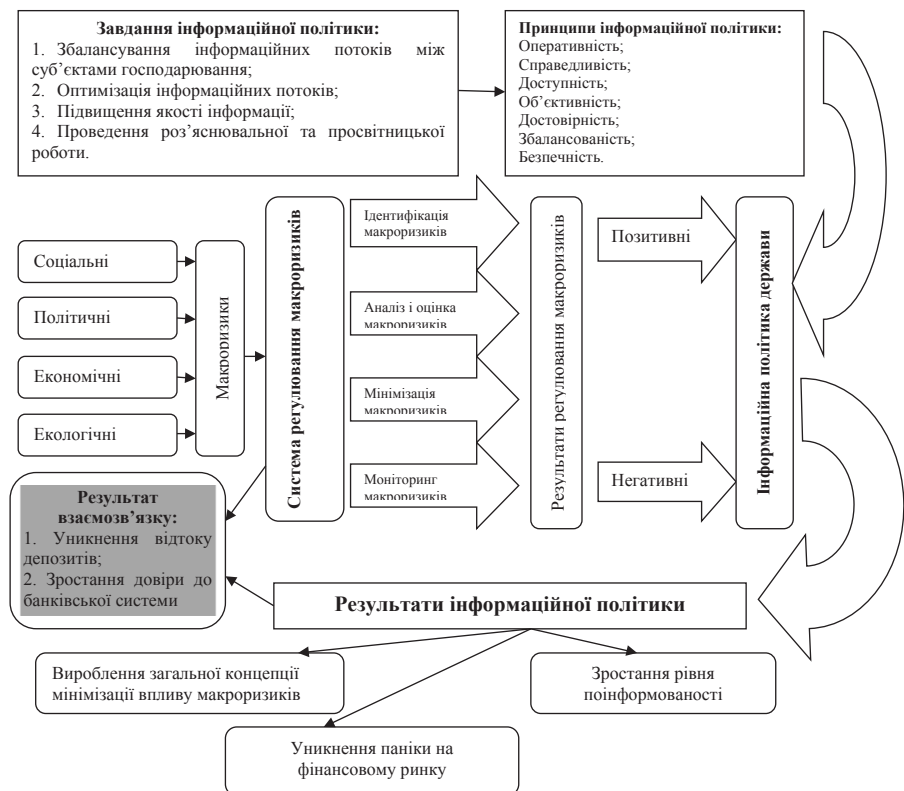 Завдання інформаційної політики:
1. Збалансування інформаційних потоків між
суб’єктами господарювання;
2. Оптимізація інформаційних потоків;
3. Підвищення якості інформації;
4. Проведення роз’яснювальної та просвітницької
роботи.
Принципи інформаційної політики:
Оперативність;
Справедливість;
Доступність;
Об’єктивність;
Достовірність;
Збалансованість;
Безпечність.
Соціальні
Політичні
Економічні
Екологічні
Макроризики
Система регулювання макроризиків
Ідентифікація
макроризиків
Аналіз і оцінка
макроризиків
Мінімізація
макроризиків
Моніторинг
макроризиків
Результати регулювання макроризиків
Позитивні
Негативні
Інформаційна політика держави
Результат
взаємозв’язку:
1. Уникнення відтоку
депозитів;
2. Зростання довіри до
банківської системи
Результати інформаційної політики
Вироблення загальної концепції
мінімізації впливу макроризиків
Зростання рівня
поінформованості
Уникнення паніки на
фінансовому ринку